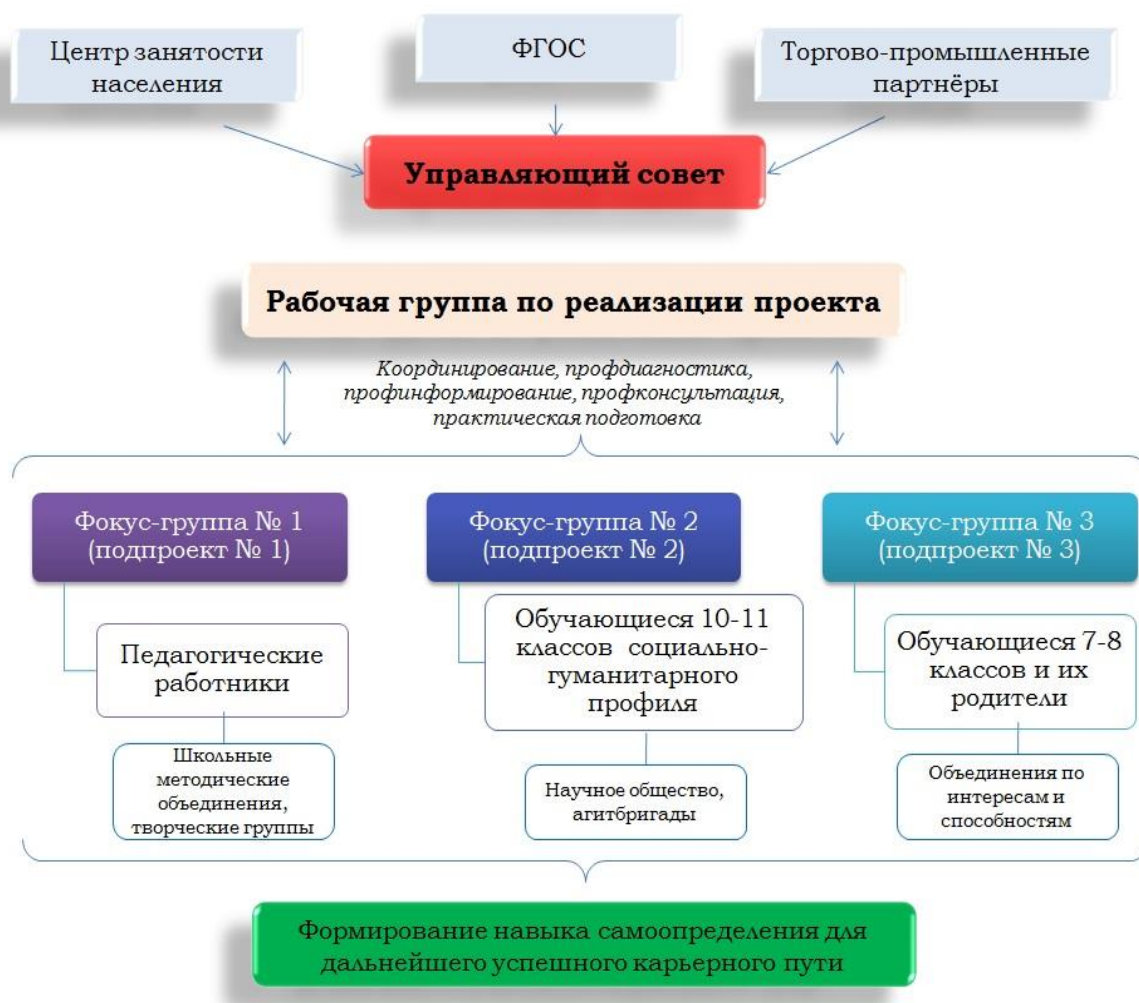 Центр занятости
населения
ФГОС
Торгово-промышленные
партнёры
Управляющий совет
Рабочая группа по реализации проекта
Координирование, профдиагностика,
профинформирование, профконсультация,
практическая подготовка
Фокус-группа № 1
(подпроект № 1)
Фокус-группа № 2
(подпроект № 2)
Фокус-группа № 3
(подпроект № 3)
Педагогические
работники
Обучающиеся 10-11
классов социально-
гуманитарного
профиля
Обучающиеся 7-8
классов и их
родители
Школьные
методические
объединения,
творческие группы
Научное общество,
агитбригады
Объединения по
интересам и
способностям
Формирование навыка самоопределения для
дальнейшего успешного карьерного пути